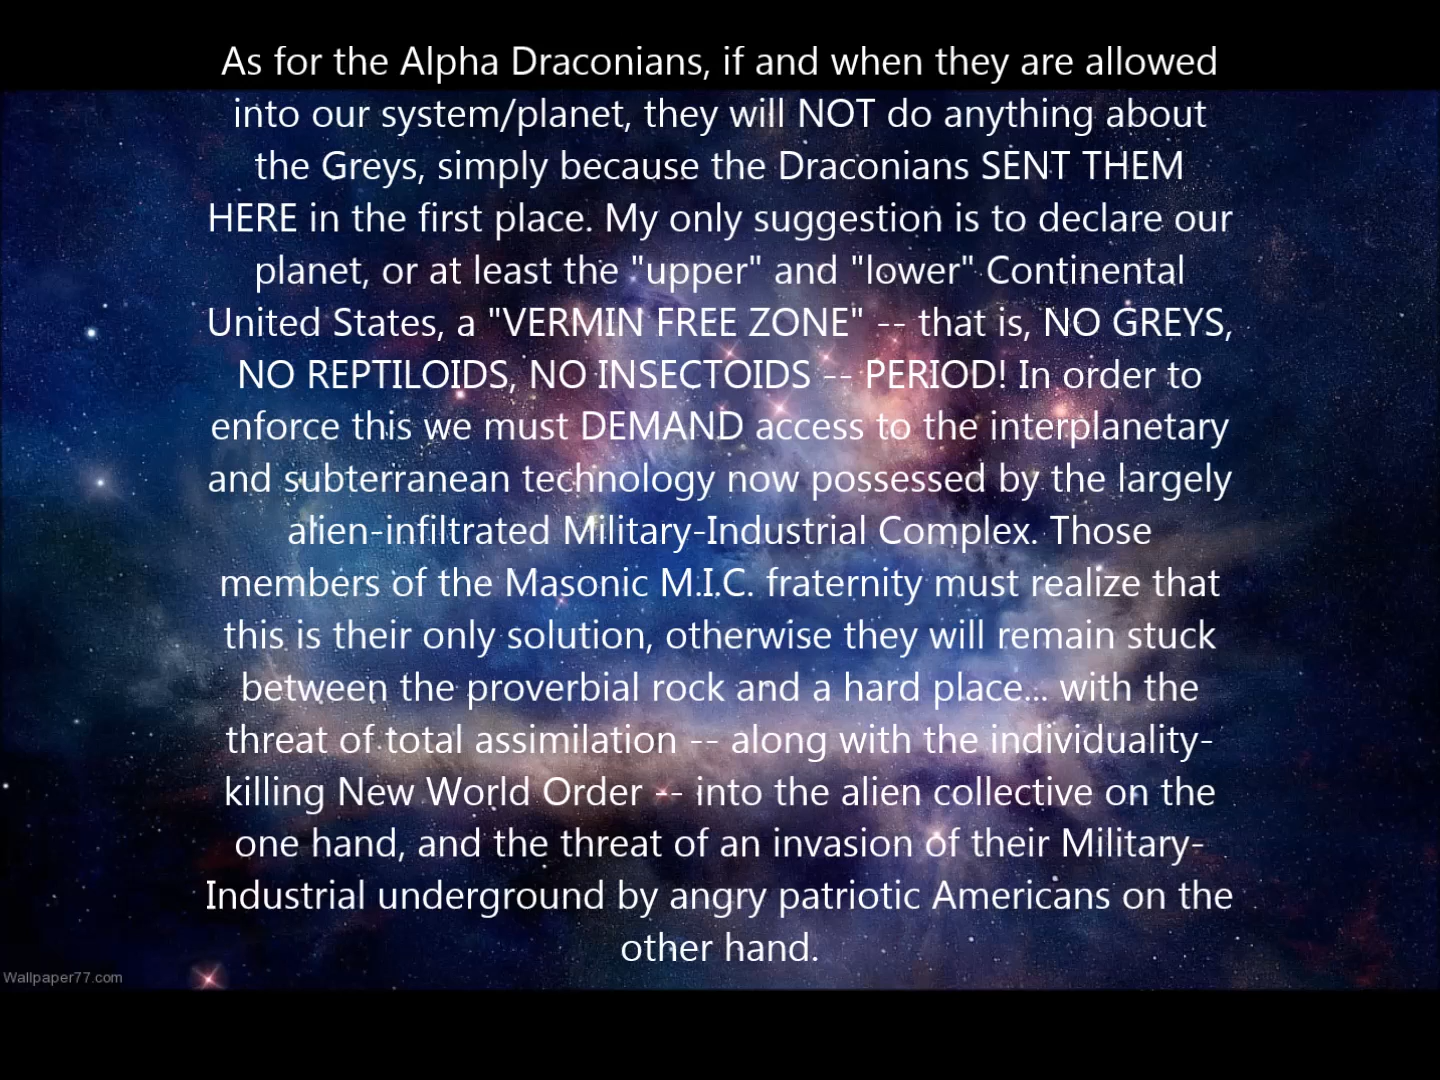 As for the Alpha Draconians, if and when they are allowed
into our system/planet, they will NOT do anything about
the Greys, simply because the Draconians SENT THEM
HERE in the first place. My only suggestion is to declare our
planet, or at least the "upper" and "lower" Continental
United States, a "VERMIN FREE ZONE" -- that is, NO GREYS,
NO REPTILOIDS, NO INSECTOIDS -- PERIOD! In order to
enforce this we must DEMAND access to the interplanetary
and subterranean technology now possessed by the largely
alien-infiltrated Military-Industrial Complex. Those
members of the Masonic M.I.C. fraternity must realize that
this is their only solution, otherwise they will remain stuck
between the proverbial rock and a hard place... with the
threat of total assimilation -- along with the individuality-
killing New World Order -- into the alien collective on the
one hand, and the threat of an invasion of their Military-
Industrial underground by angry patriotic Americans on the
other hand.
Wallpaper77.com